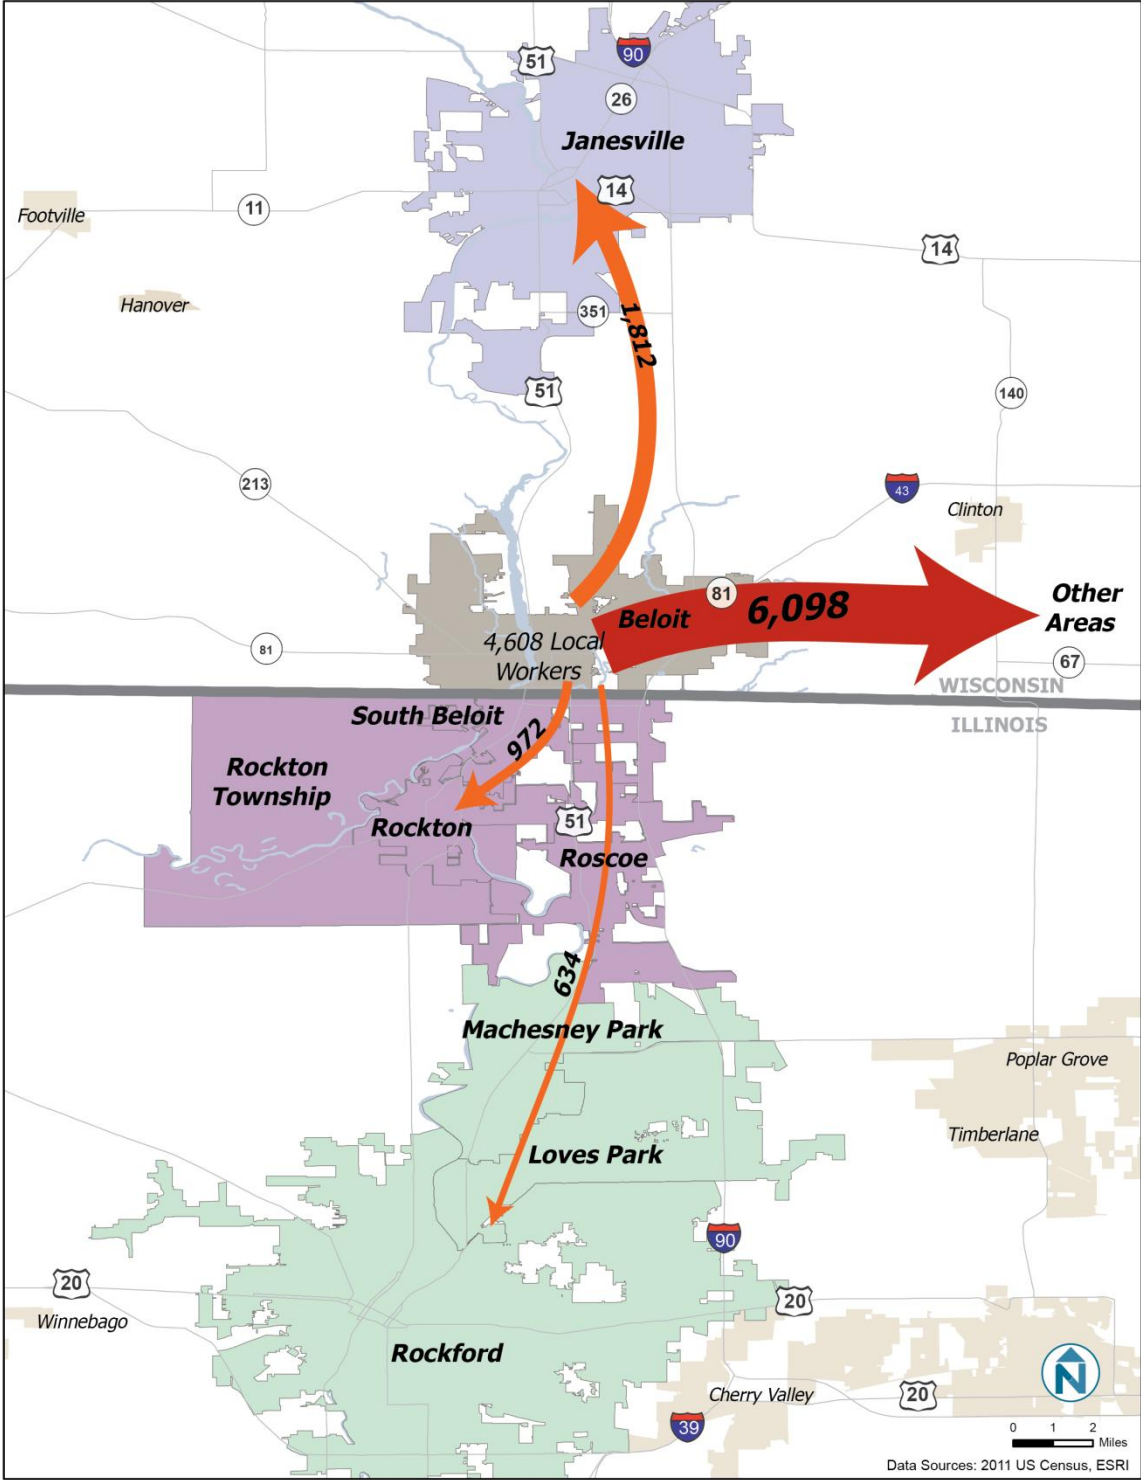 51
90
26
Janesville
14
Footville
11
14
Hanover
351
1,812
51
140
213
43
Clinton
81
6,098
Other
Areas
Beloit
4,608 Local
Workers
81
67
WISCONSIN
ILLINOIS
South Beloit
972
Rockton
Township
Rockton
51
Roscoe
634
Machesney Park
Poplar Grove
Timberlane
Loves Park
90
20
20
Winnebago
Rockford
N
Cherry Valley
20
39
0 1 2
Miles
Data Sources: 2011 US Census, ESRI